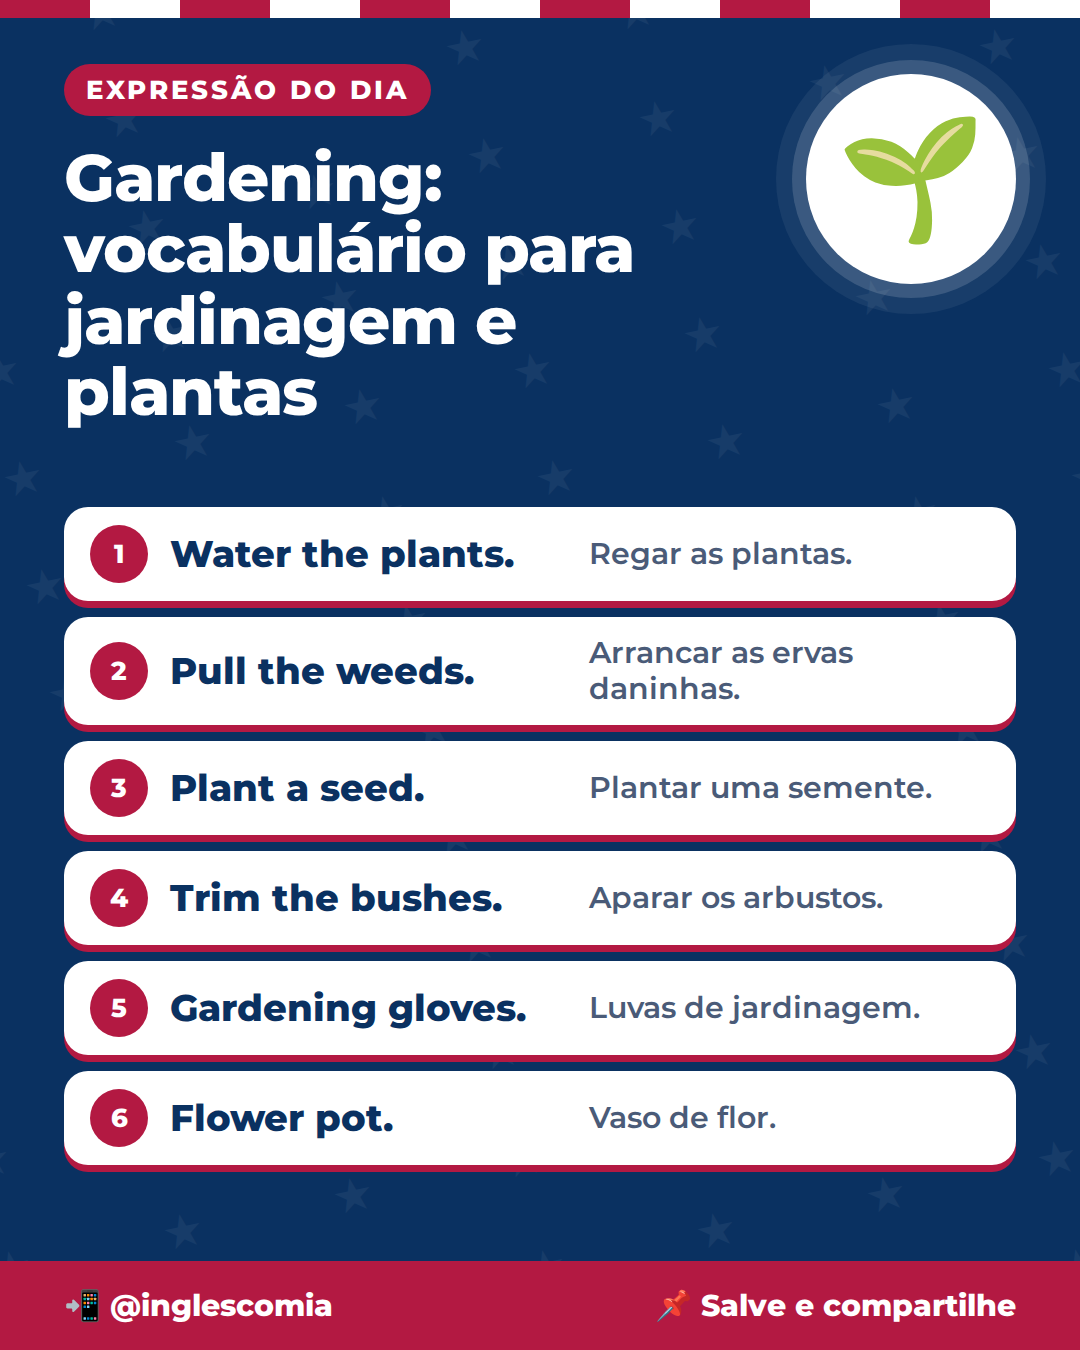 EXPRESSÃO DO DIA
Gardening:
vocabulário para
jardinagem e
plantas
1 Water the plants. Regar as plantas.
2 Pull the weeds. Arrancar as ervas
daninhas.
3 Plant a seed. Plantar uma semente.
4 Trim the bushes. Aparar os arbustos.
5 Gardening gloves. Luvas de jardinagem.
6 Flower pot. Vaso de flor.
@inglescomia Salve e compartilhe